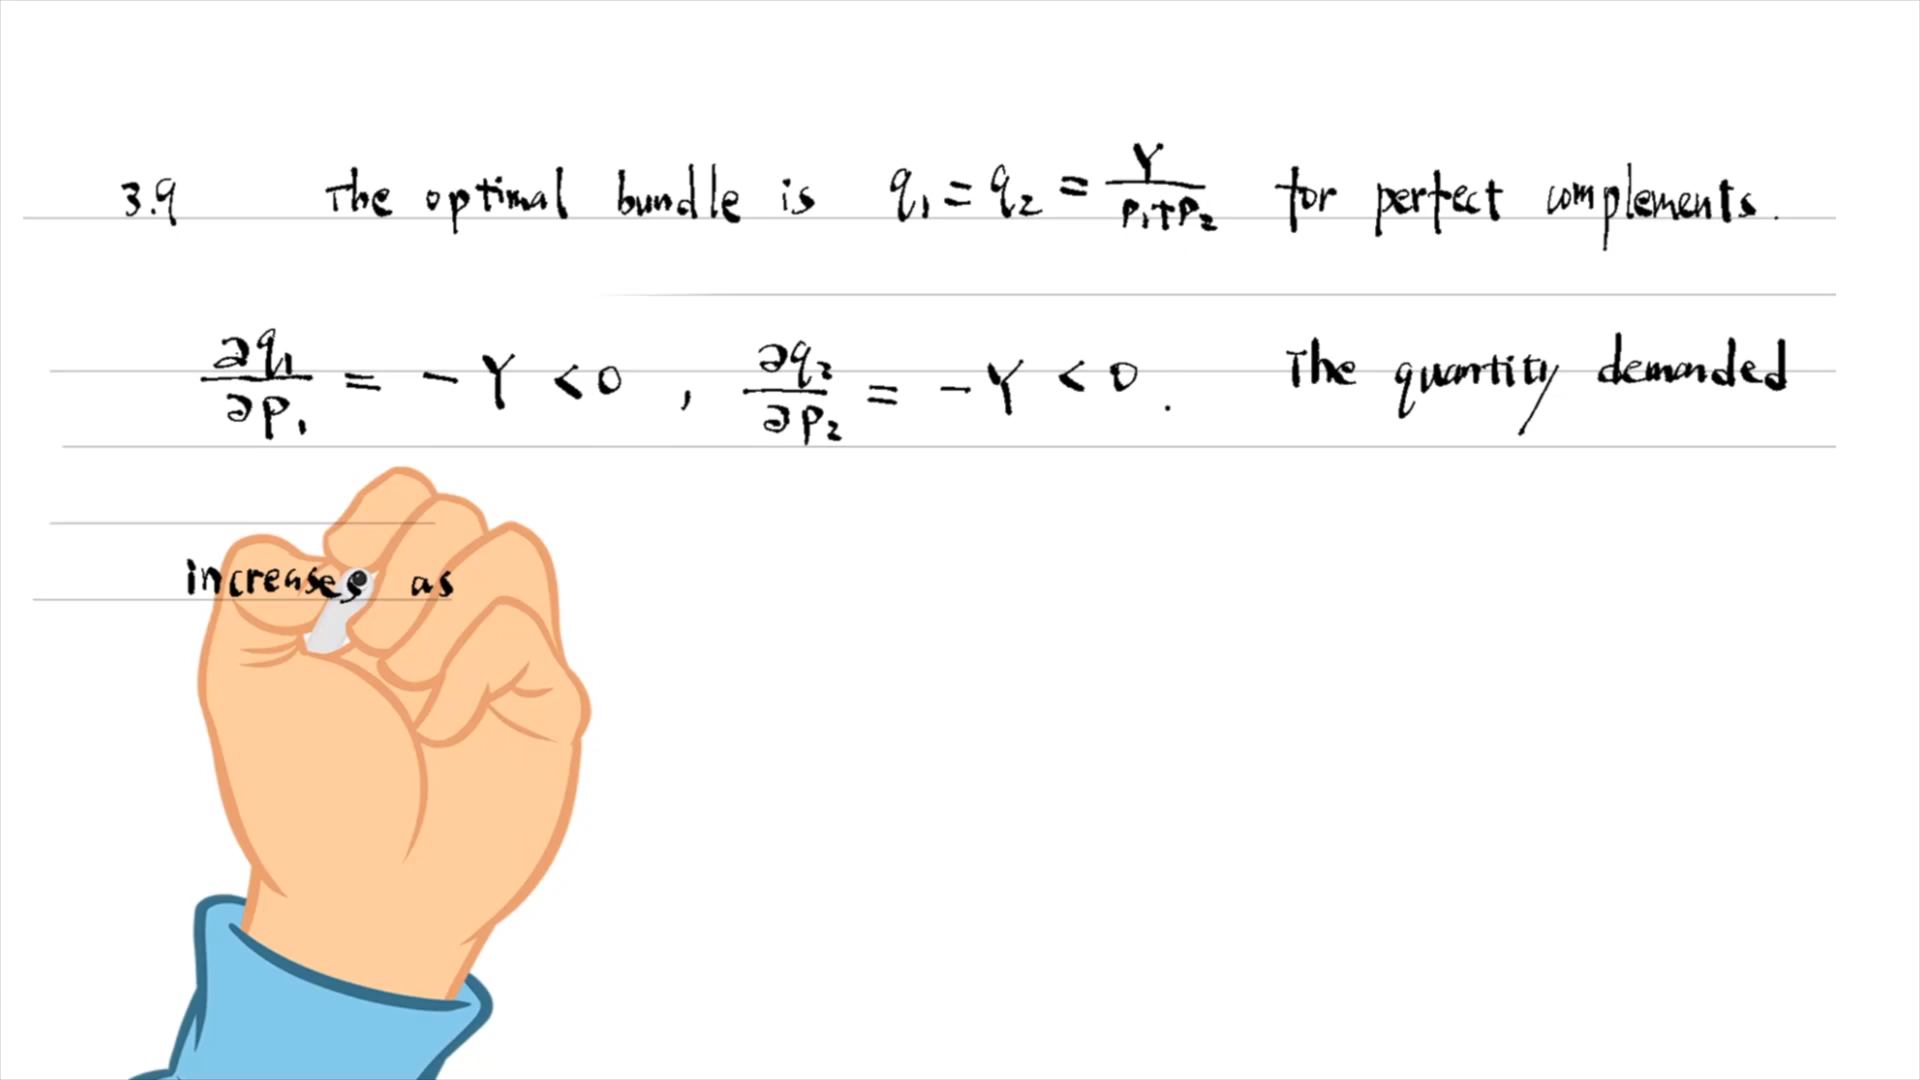 3.9 The optimal bundle is q₁ = q₂ = Y/(P₁+P₂) for perfect complements.
∂q₁/∂P₁ = - Y < 0 , ∂q₂/∂P₂ = - Y < 0 . The quantity demanded
increases as